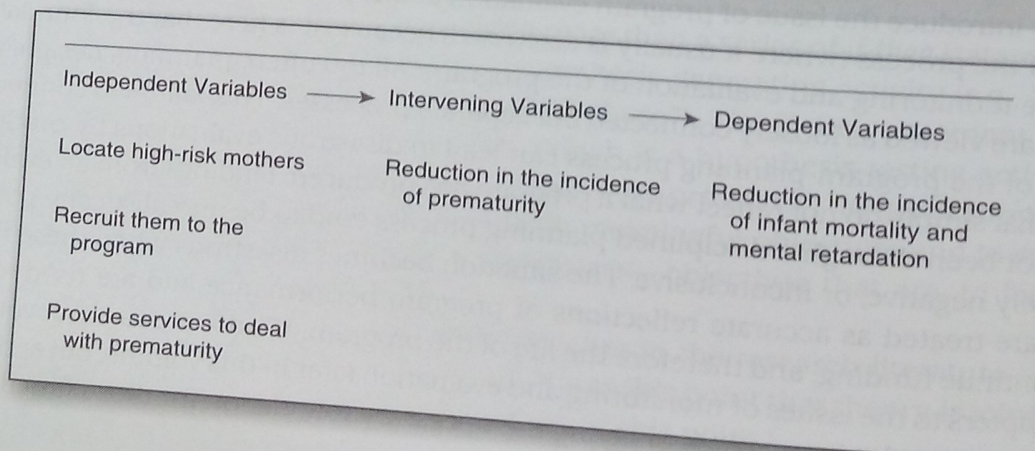 Independent Variables → Intervening Variables → Dependent Variables
Locate high-risk mothers
Recruit them to the
program
Provide services to deal
with prematurity
Reduction in the incidence
of prematurity
Reduction in the incidence
of infant mortality and
mental retardation